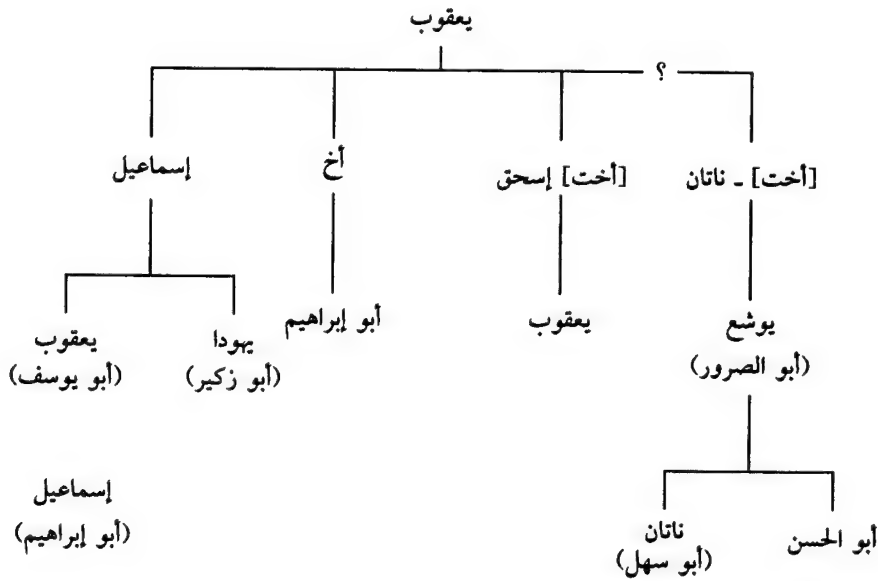 يعقوب
؟
[أخت] ـ ناتان
[أخت] إسحق
أخ
إسماعيل
يوشع
(أبو الصرور)
يعقوب
أبو إبراهيم
يهودا
(أبو زكير)
يعقوب
(أبو يوسف)
أبو الحسن
ناتان
(أبو سهل)
إسماعيل
(أبو إبراهيم)